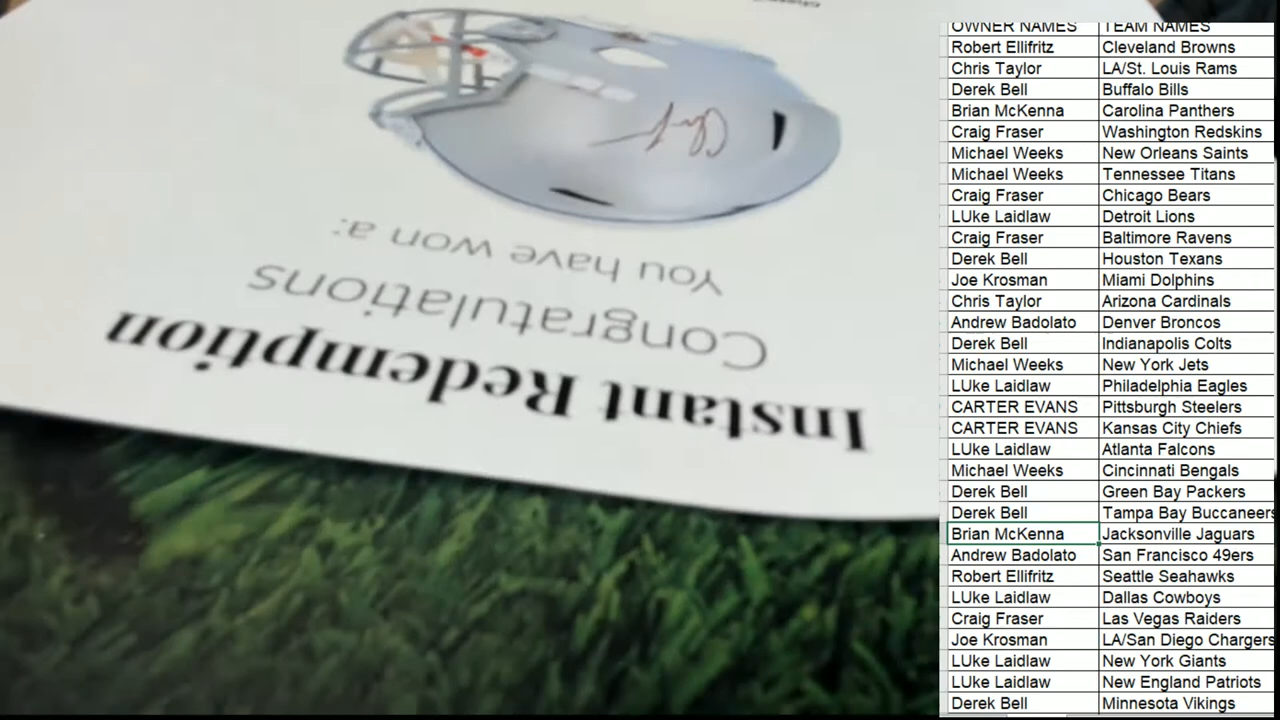 Instant Redemption
Congratulations
You have won a:
OWNER NAMES TEAM NAMES
Robert Ellifritz Cleveland Browns
Chris Taylor LA/St. Louis Rams
Derek Bell Buffalo Bills
Brian McKenna Carolina Panthers
Craig Fraser Washington Redskins
Michael Weeks New Orleans Saints
Michael Weeks Tennessee Titans
Craig Fraser Chicago Bears
LUke Laidlaw Detroit Lions
Craig Fraser Baltimore Ravens
Derek Bell Houston Texans
Joe Krosman Miami Dolphins
Chris Taylor Arizona Cardinals
Andrew Badolato Denver Broncos
Derek Bell Indianapolis Colts
Michael Weeks New York Jets
LUke Laidlaw Philadelphia Eagles
CARTER EVANS Pittsburgh Steelers
CARTER EVANS Kansas City Chiefs
LUke Laidlaw Atlanta Falcons
Michael Weeks Cincinnati Bengals
Derek Bell Green Bay Packers
Derek Bell Tampa Bay Buccaneers
Brian McKenna Jacksonville Jaguars
Andrew Badolato San Francisco 49ers
Robert Ellifritz Seattle Seahawks
LUke Laidlaw Dallas Cowboys
Craig Fraser Las Vegas Raiders
Joe Krosman LA/San Diego Chargers
LUke Laidlaw New York Giants
LUke Laidlaw New England Patriots
Derek Bell Minnesota Vikings